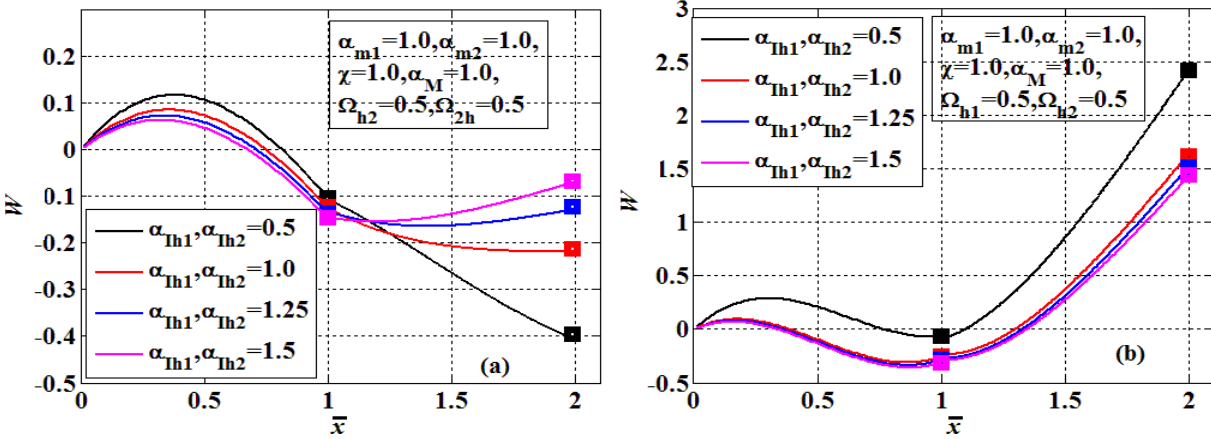 0.2
0.1
0
0.1
-0.2
-0.3
-0.4
-0.5
W
0
0.5
1
1.5
2
x̅
α_m1=1.0,α_m2=1.0,
χ=1.0,α_M=1.0,
Ω_h2=0.5,Ω_2h=0.5
α_Ih1,α_Ih2=0.5
α_Ih1,α_Ih2=1.0
α_Ih1,α_Ih2=1.25
α_Ih1,α_Ih2=1.5
(a)
3
2.5
2
1.5
1
0.5
0
-0.5
W
0
0.5
1
1.5
2
x̅
α_Ih1,α_Ih2=0.5
α_Ih1,α_Ih2=1.0
α_Ih1,α_Ih2=1.25
α_Ih1,α_Ih2=1.5
α_m1=1.0,α_m2=1.0,
χ=1.0,α_M=1.0,
Ω_h1=0.5,Ω_h2=0.5
(b)